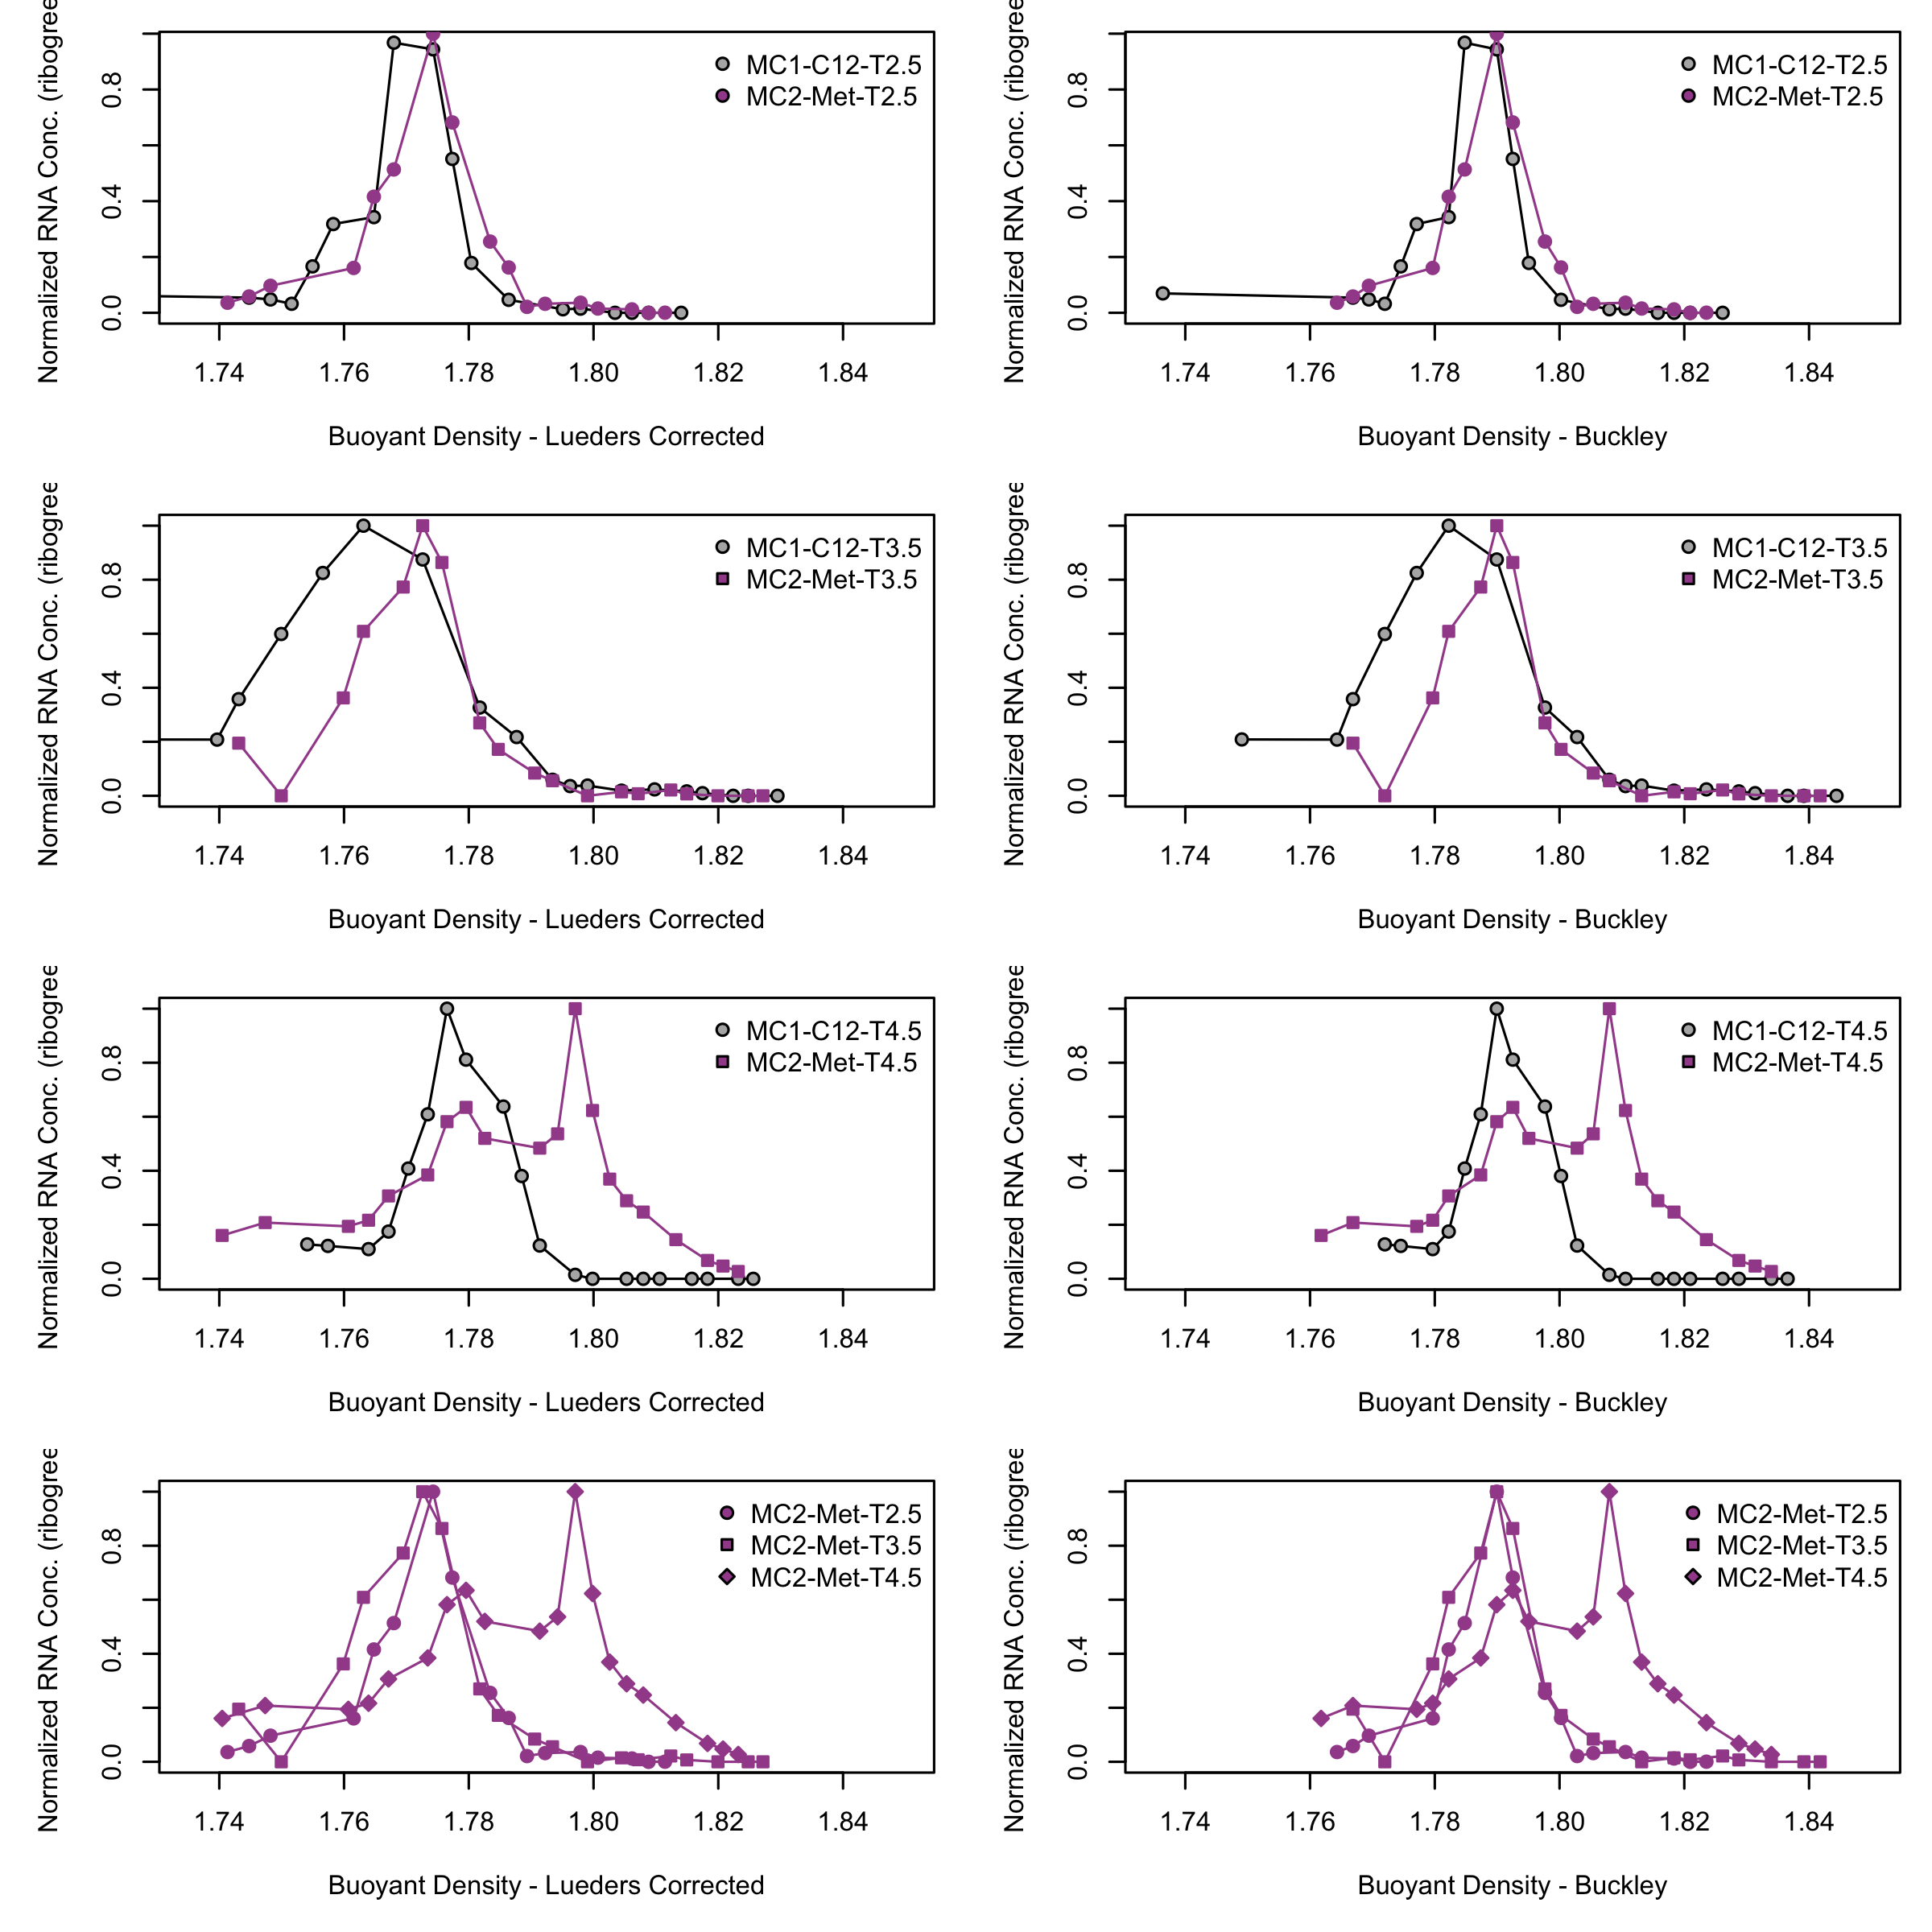 Normalized RNA Conc. (ribogree
0.0 0.4 0.8
MC1-C12-T2.5
MC2-Met-T2.5
1.74 1.76 1.78 1.80 1.82 1.84
Buoyant Density - Lueders Corrected
Normalized RNA Conc. (ribogree
0.0 0.4 0.8
MC1-C12-T2.5
MC2-Met-T2.5
1.74 1.76 1.78 1.80 1.82 1.84
Buoyant Density - Buckley
Normalized RNA Conc. (ribogree
0.0 0.4 0.8
MC1-C12-T3.5
MC2-Met-T3.5
1.74 1.76 1.78 1.80 1.82 1.84
Buoyant Density - Lueders Corrected
Normalized RNA Conc. (ribogree
0.0 0.4 0.8
MC1-C12-T3.5
MC2-Met-T3.5
1.74 1.76 1.78 1.80 1.82 1.84
Buoyant Density - Buckley
Normalized RNA Conc. (ribogree
0.0 0.4 0.8
MC1-C12-T4.5
MC2-Met-T4.5
1.74 1.76 1.78 1.80 1.82 1.84
Buoyant Density - Lueders Corrected
Normalized RNA Conc. (ribogree
0.0 0.4 0.8
MC1-C12-T4.5
MC2-Met-T4.5
1.74 1.76 1.78 1.80 1.82 1.84
Buoyant Density - Buckley
Normalized RNA Conc. (ribogree
0.0 0.4 0.8
MC2-Met-T2.5
MC2-Met-T3.5
MC2-Met-T4.5
1.74 1.76 1.78 1.80 1.82 1.84
Buoyant Density - Lueders Corrected
Normalized RNA Conc. (ribogree
0.0 0.4 0.8
MC2-Met-T2.5
MC2-Met-T3.5
MC2-Met-T4.5
1.74 1.76 1.78 1.80 1.82 1.84
Buoyant Density - Buckley